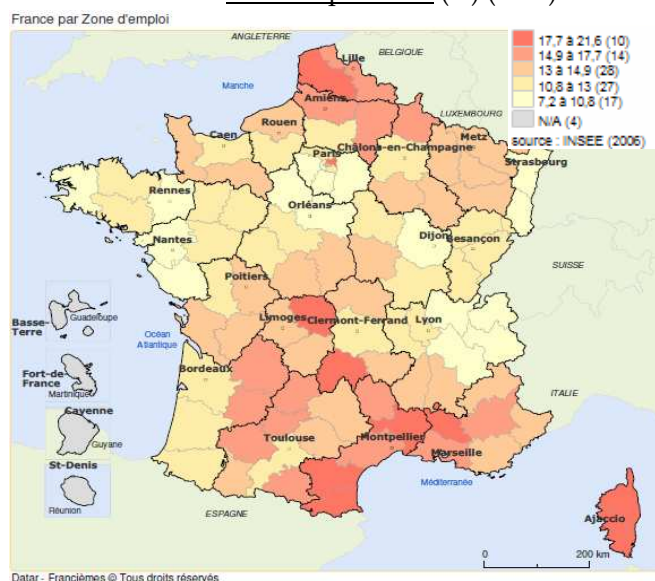 France par Zone d'emploi
17,7 à 21,6 (10)
14,9 à 17,7 (14)
13 à 14,9 (28)
10,8 à 13 (27)
7,2 à 10,8 (17)
N/A (4)
source : INSEE (2006)
ANGLETERRE
BELGIQUE
Lille
Manche
Amiens
LUXEMBOURG
Rouen
Caen
Metz
Paris
Châlons-en-Champagne
Strasbourg
Rennes
Orléans
Nantes
Dijon
Besançon
SUISSE
Poitiers
Basse-Terre
Guadeloupe
Limoges
Clermont-Ferrand
Lyon
Océan
Atlantique
Bordeaux
Fort-de-France
Martinique
ITALIE
Cayenne
Guyane
Toulouse
Montpellier
Marseille
St-Denis
Réunion
Méditerranée
ESPAGNE
Ajaccio
0 200 km
Datar - Francièmes © Tous droits réservés